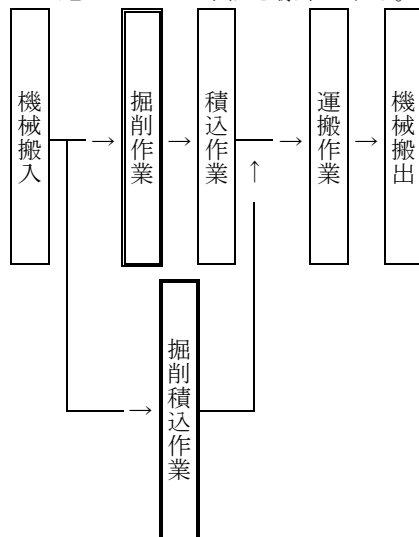 機械搬入
→
掘削作業
→
積込作業
→
運搬作業
→
機械搬出
↑
→
掘削積込作業